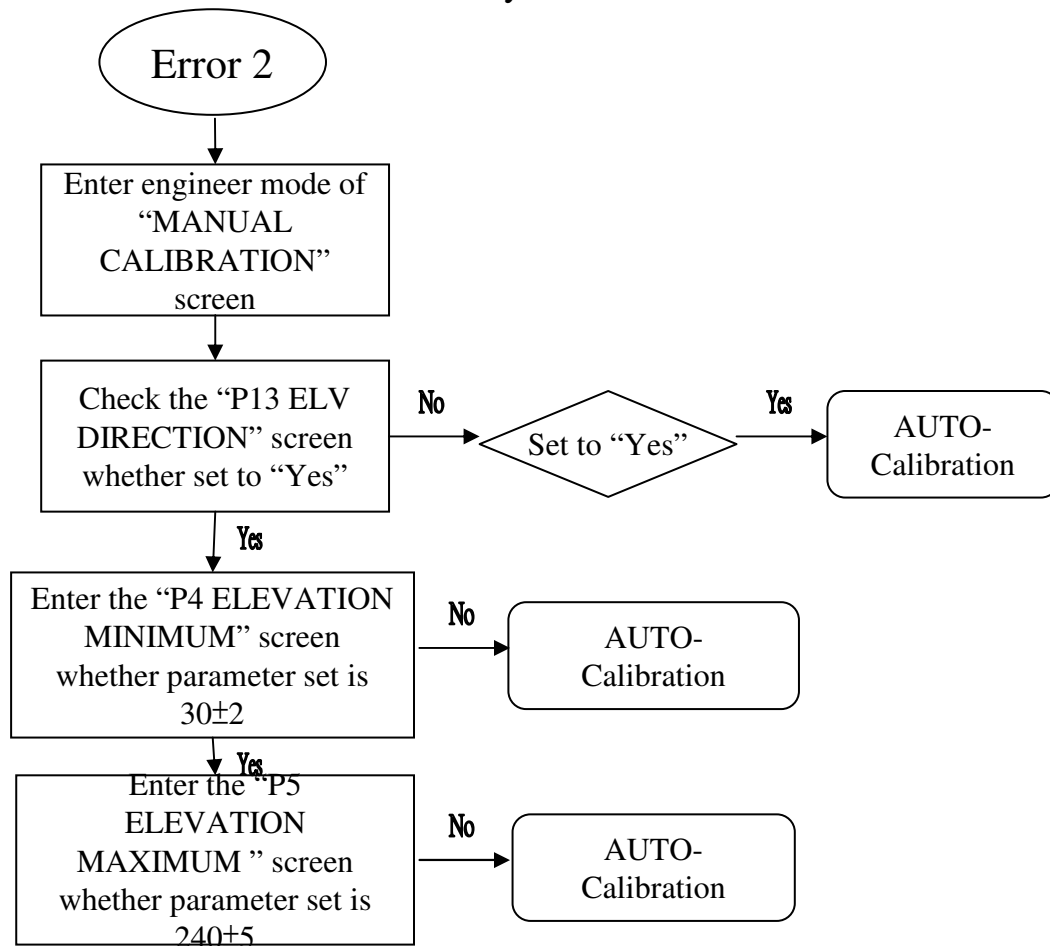 Error 2
Enter engineer mode of
“MANUAL
CALIBRATION”
screen
Check the “P13 ELV
DIRECTION” screen
whether set to “Yes”
No
Set to “Yes”
Yes
AUTO-
Calibration
Yes
Enter the “P4 ELEVATION
MINIMUM” screen
whether parameter set is
30±2
No
AUTO-
Calibration
Yes
Enter the “P5
ELEVATION
MAXIMUM ” screen
whether parameter set is
240±5
No
AUTO-
Calibration